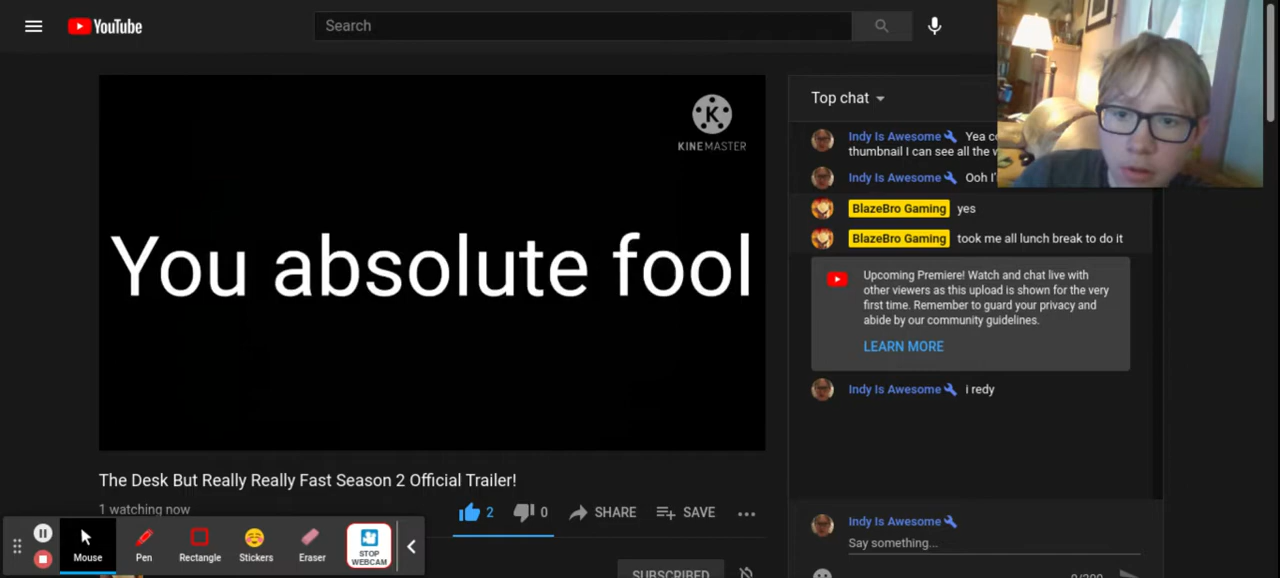 YouTube
Search
KINEMASTER
You absolute fool
Top chat
Indy Is Awesome Yea
thumbnail I can see all the
Indy Is Awesome Ooh
BlazeBro Gaming yes
BlazeBro Gaming took me all lunch break to do it
Upcoming Premiere! Watch and chat live with
other viewers as this upload is shown for the very
first time. Remember to guard your privacy and
abide by our community guidelines.
LEARN MORE
Indy Is Awesome i redy
The Desk But Really Really Fast Season 2 Official Trailer!
1 watching now
2 0 SHARE SAVE
Indy Is Awesome
Say something...
Mouse Pen Rectangle Stickers Eraser STOP
WEBCAM
SUBSCRIBED
0/200